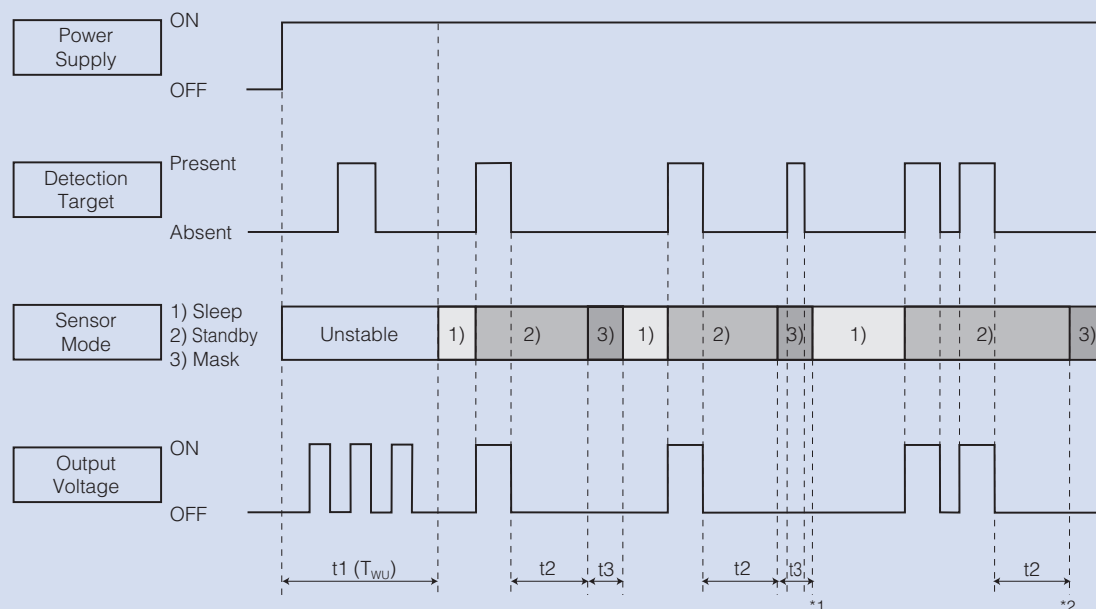 Power
Supply
ON
OFF
Detection
Target
Present
Absent
Sensor
Mode
1) Sleep
2) Standby
3) Mask
Unstable
1)
2)
3)
1)
2)
3)
1)
2)
3)
Output
Voltage
ON
OFF
t1 (TWU)
t2
t3
t2
t3
t2
*1
*2